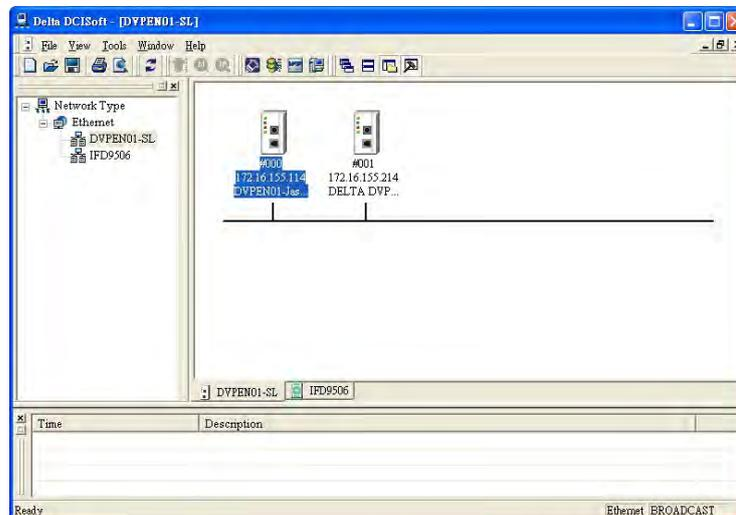 Delta DCISoft - [DVPEN01-SL]
File View Tools Window Help
Network Type
Ethernet
DVPEN01-SL
IFD9506
#000
172.16.155.114
DVPEN01-Jas...
#001
172.16.155.214
DELTA DVP...
DVPEN01-SL IFD9506
Time Description
Ready Ethernet BROADCAST